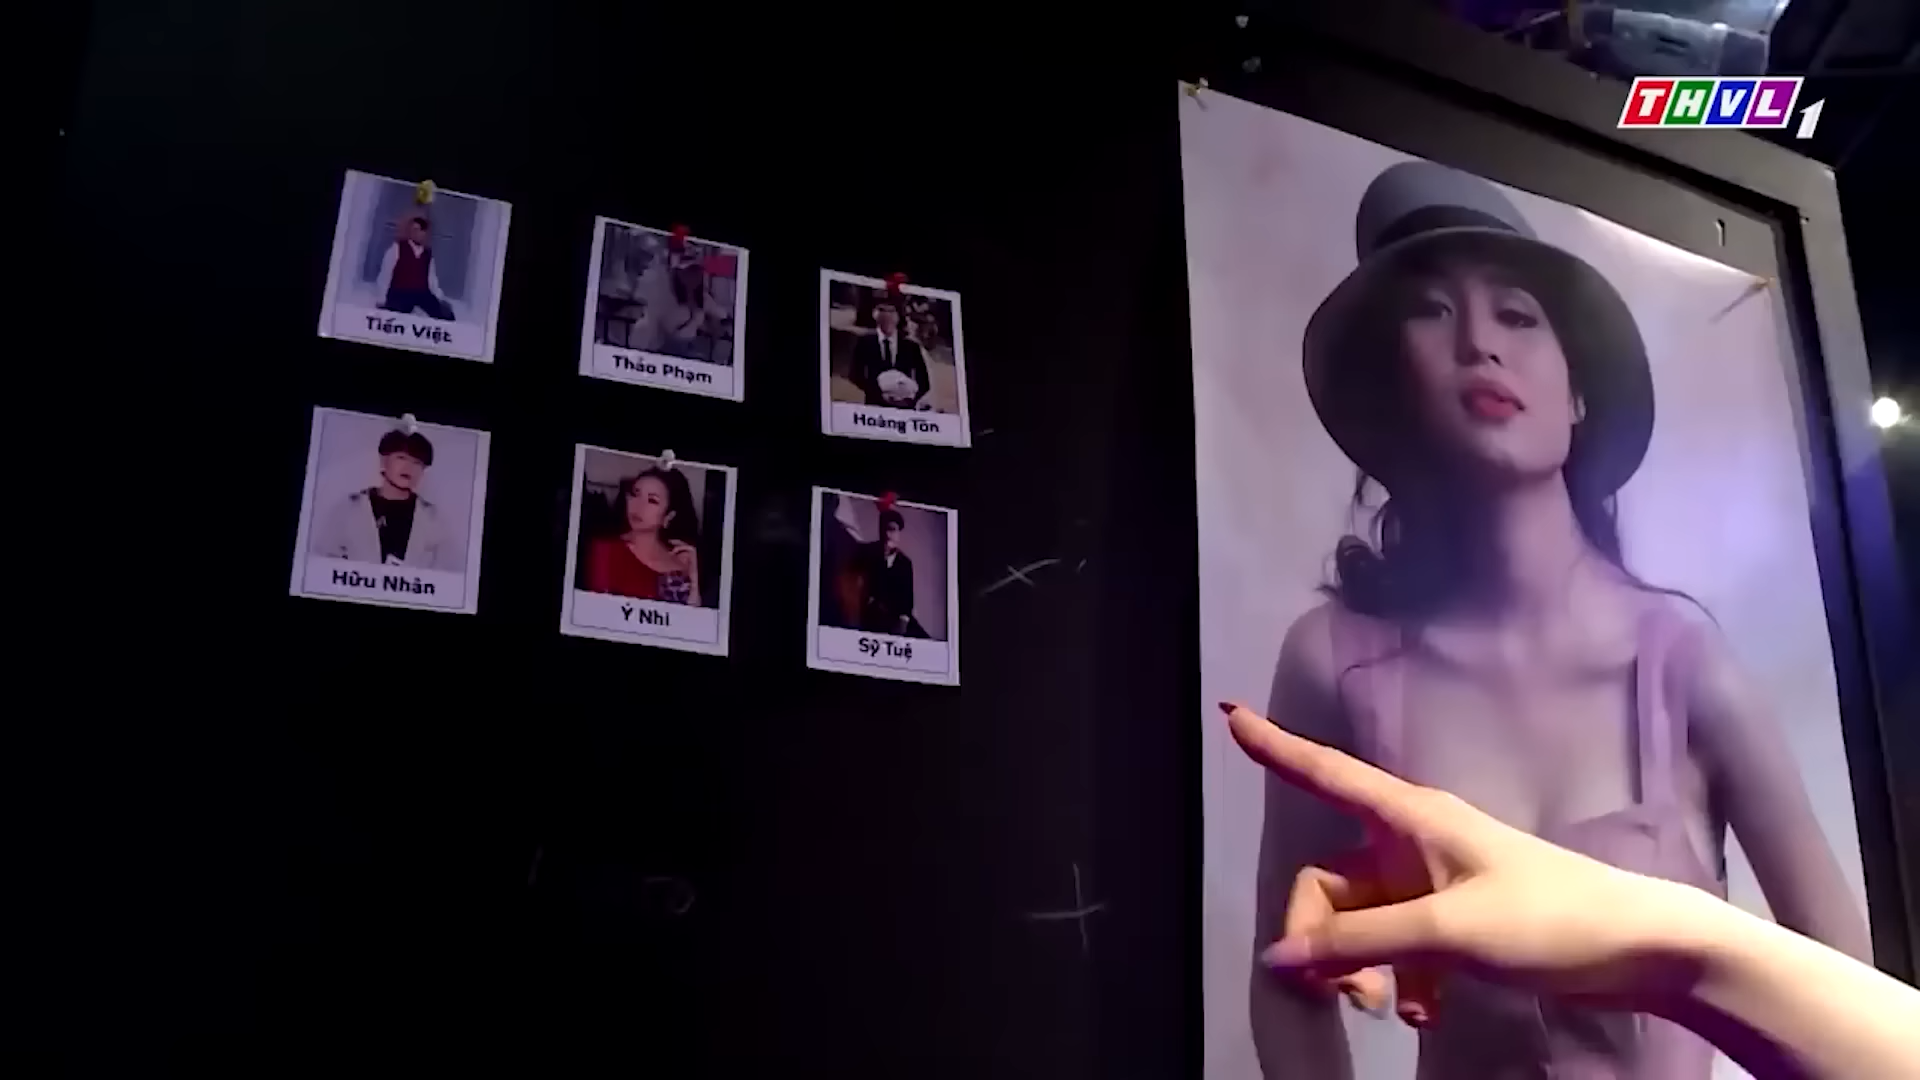 THVL1
Tiến Việt
Thảo Phạm
Hoàng Tôn
Hữu Nhân
Ý Nhi
Sỹ Tuệ